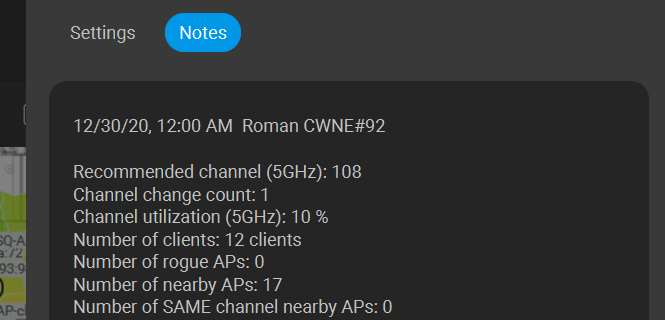 Settings
Notes
12/30/20, 12:00 AM  Roman CWNE#92
Recommended channel (5GHz): 108
Channel change count: 1
Channel utilization (5GHz): 10 %
Number of clients: 12 clients
Number of rogue APs: 0
Number of nearby APs: 17
Number of SAME channel nearby APs: 0